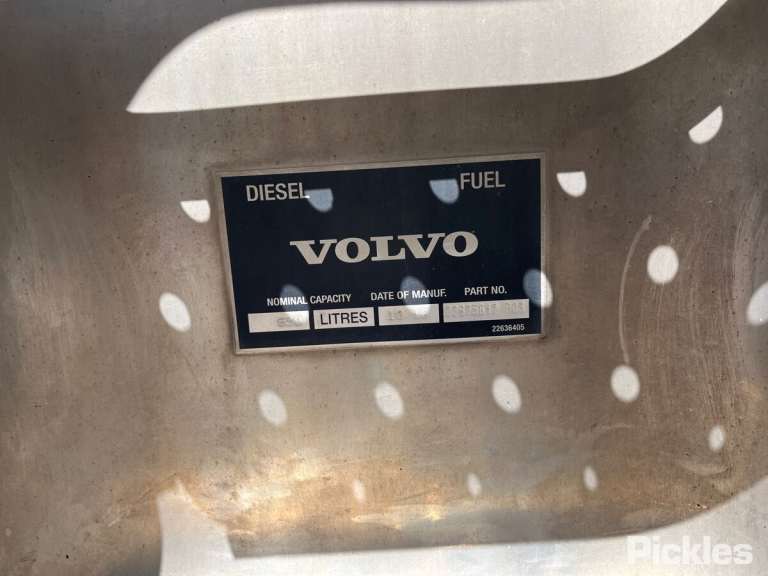 DIESEL FUEL
VOLVO
NOMINAL CAPACITY DATE OF MANUF. PART NO.
LITRES
22636405
Pickles